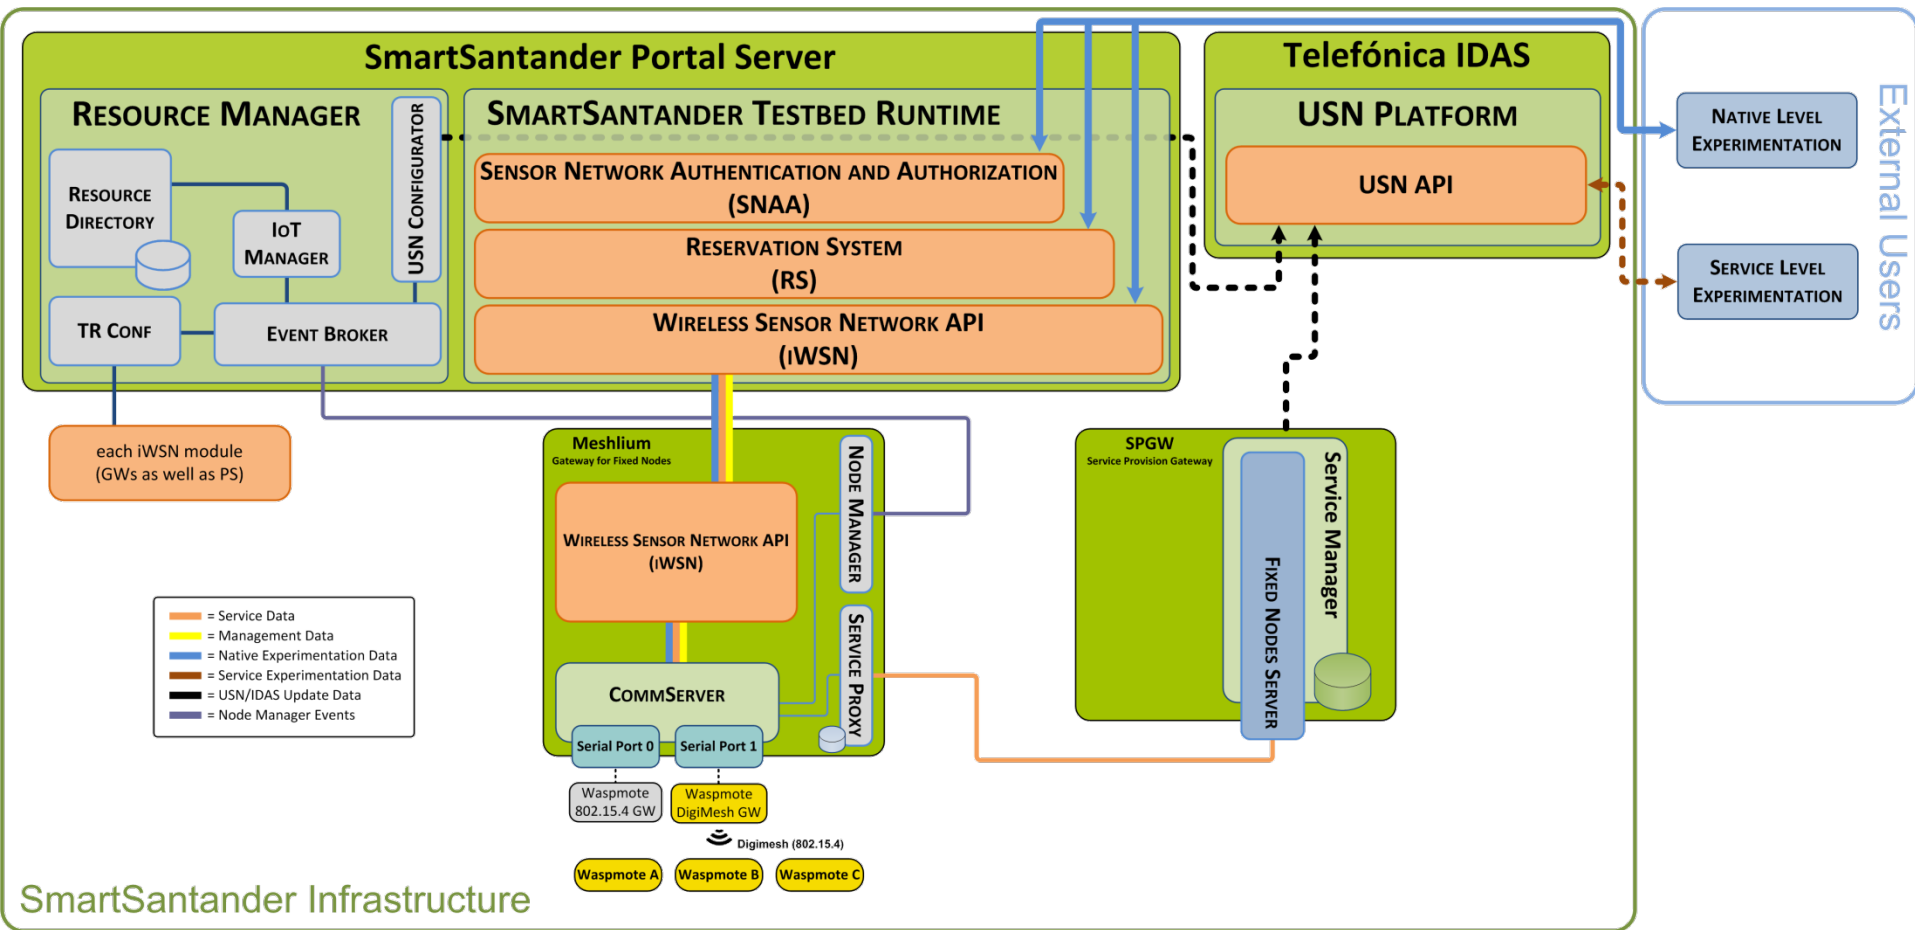 SmartSantander Portal Server
RESOURCE MANAGER
RESOURCE
DIRECTORY
IOT
MANAGER
USN CONFIGURATOR
TR CONF
EVENT BROKER
SMARTSANTANDER TESTBED RUNTIME
SENSOR NETWORK AUTHENTICATION AND AUTHORIZATION
(SNAA)
RESERVATION SYSTEM
(RS)
WIRELESS SENSOR NETWORK API
(IWSN)
Telefónica IDAS
USN PLATFORM
USN API
NATIVE LEVEL
EXPERIMENTATION
SERVICE LEVEL
EXPERIMENTATION
External Users
each iWSN module
(GWs as well as PS)
Meshlium
Gateway for Fixed Nodes
WIRELESS SENSOR NETWORK API
(IWSN)
NODE MANAGER
SERVICE PROXY
COMMSERVER
Serial Port 0
Serial Port 1
Waspmote
802.15.4 GW
Waspmote
DigiMesh GW
Digimesh (802.15.4)
Waspmote A
Waspmote B
Waspmote C
SPGW
Service Provision Gateway
Service Manager
FIXED NODES SERVER
= Service Data
= Management Data
= Native Experimentation Data
= Service Experimentation Data
= USN/IDAS Update Data
= Node Manager Events
SmartSantander Infrastructure